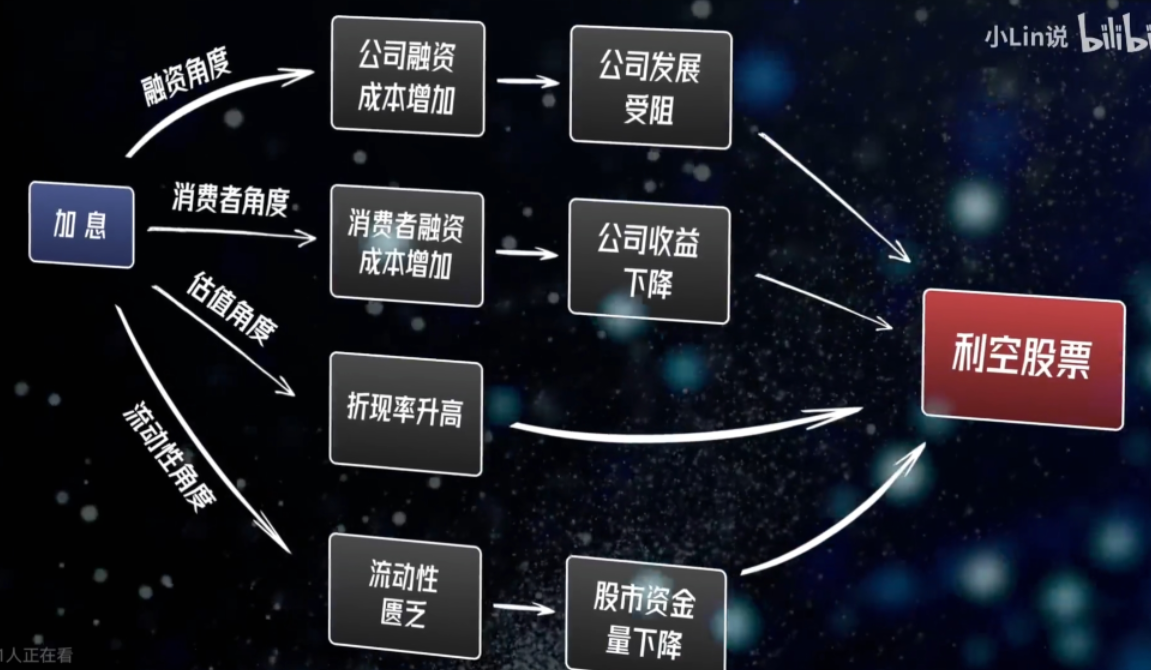 小Lin说 bilibi
融资角度
公司融资
成本增加
公司发展
受阻
加息
消费者角度
消费者融资
成本增加
公司收益
下降
估值角度
折现率升高
利空股票
流动性角度
流动性
匮乏
股市资金
量下降
1人正在看